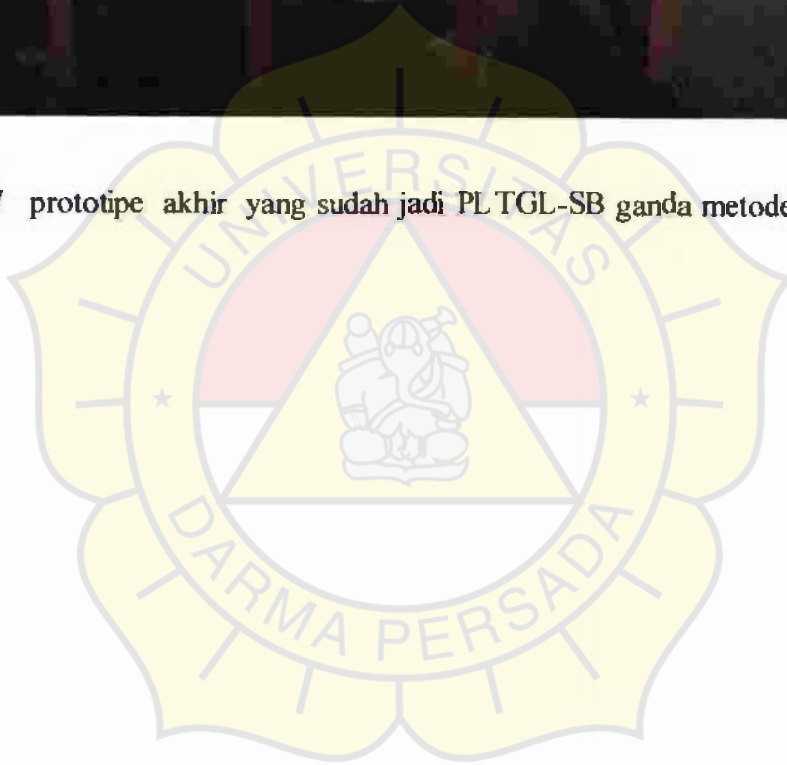 prototipe akhir yang sudah jadi PLTGL-SB ganda metode
UNIVERSITAS
DARMA PERSADA